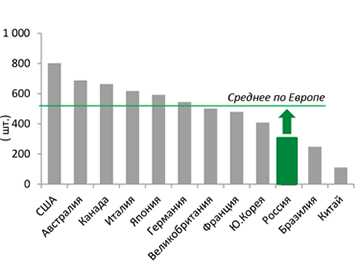 1 000
800
600
400
200
0
( шт.)
Среднее по Европе
США
Австралия
Канада
Италия
Япония
Германия
Великобритания
Франция
Ю.Корея
Россия
Бразилия
Китай